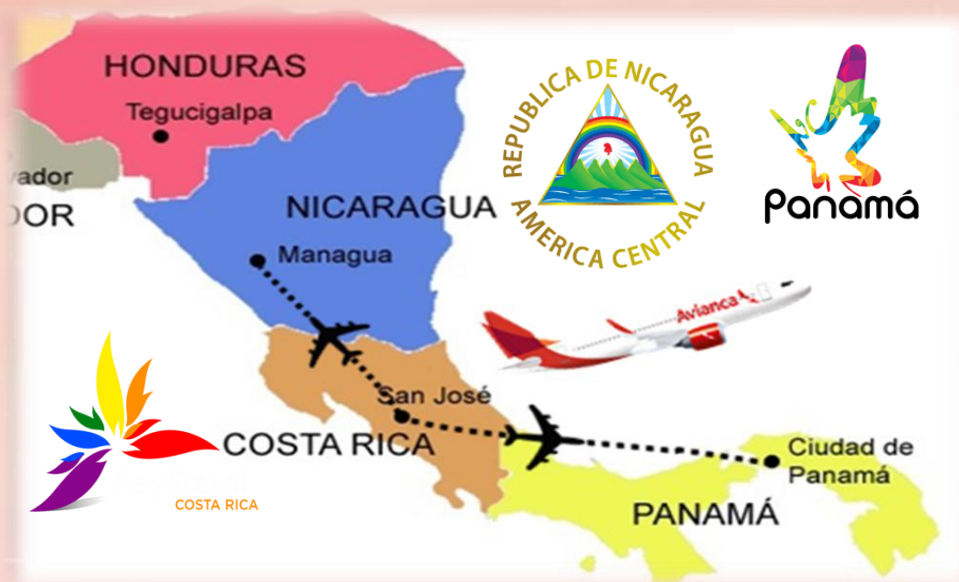 HONDURAS
Tegucigalpa
ador
DOR
NICARAGUA
Managua
REPUBLICA DE NICARAGUA
AMERICA CENTRAL
Panamá
Avianca
San José
COSTA RICA
COSTA RICA
Ciudad de
Panamá
PANAMÁ